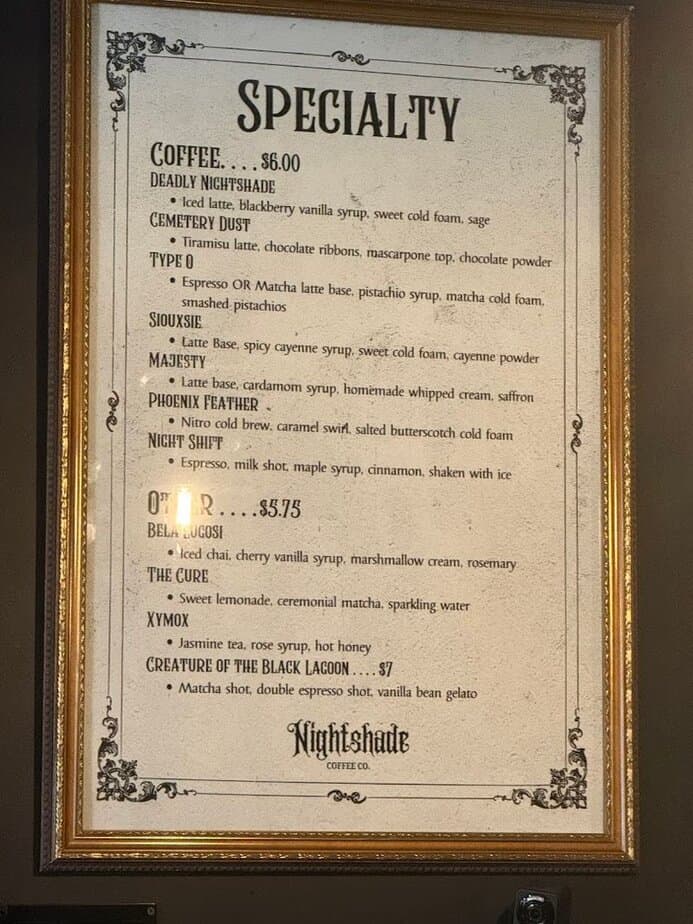 SPECIALTY
COFFEE. . . . $6.00
DEADLY NIGHTSHADE
• Iced latte, blackberry vanilla syrup, sweet cold foam, sage
CEMETERY DUST
• Tiramisu latte, chocolate ribbons, mascarpone top, chocolate powder
TYPE O
• Espresso OR Matcha latte base, pistachio syrup, matcha cold foam,
smashed pistachios
SIOUXSIE
• Latte Base, spicy cayenne syrup, sweet cold foam, cayenne powder
MAJESTY
• Latte base, cardamom syrup, homemade whipped cream, saffron
PHOENIX FEATHER
• Nitro cold brew, caramel swirl, salted butterscotch cold foam
NIGHT SHIFT
• Espresso, milk shot, maple syrup, cinnamon, shaken with ice
OTHER . . . . $5.75
BELA LUGOSI
• Iced chai, cherry vanilla syrup, marshmallow cream, rosemary
THE CURE
• Sweet lemonade, ceremonial matcha, sparkling water
XYMOX
• Jasmine tea, rose syrup, hot honey
CREATURE OF THE BLACK LAGOON . . . . $7
• Matcha shot, double espresso shot, vanilla bean gelato
Nightshade
COFFEE CO.